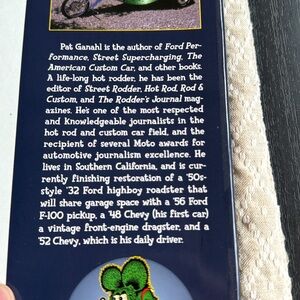 Pat Ganahl is the author of Ford Per-
formance, Street Supercharging, The
American Custom Car, and other books.
A life-long hot rodder, he has been the
editor of Street Rodder, Hot Rod, Rod &
Custom, and The Rodder's Journal mag-
azines. He's one of the most respected
and Knowledgeable journalists in the
hot rod and custom car field, and the
recipient of several Moto awards for
automotive journalism excellence. He
lives in Southern California, and is cur-
rently finishing restoration of a '50s-
style '32 Ford highboy roadster that
will share garage space with a '56 Ford
F-100 pickup, a '48 Chevy (his first car)
a vintage front-engine dragster, and a
'52 Chevy, which is his daily driver.